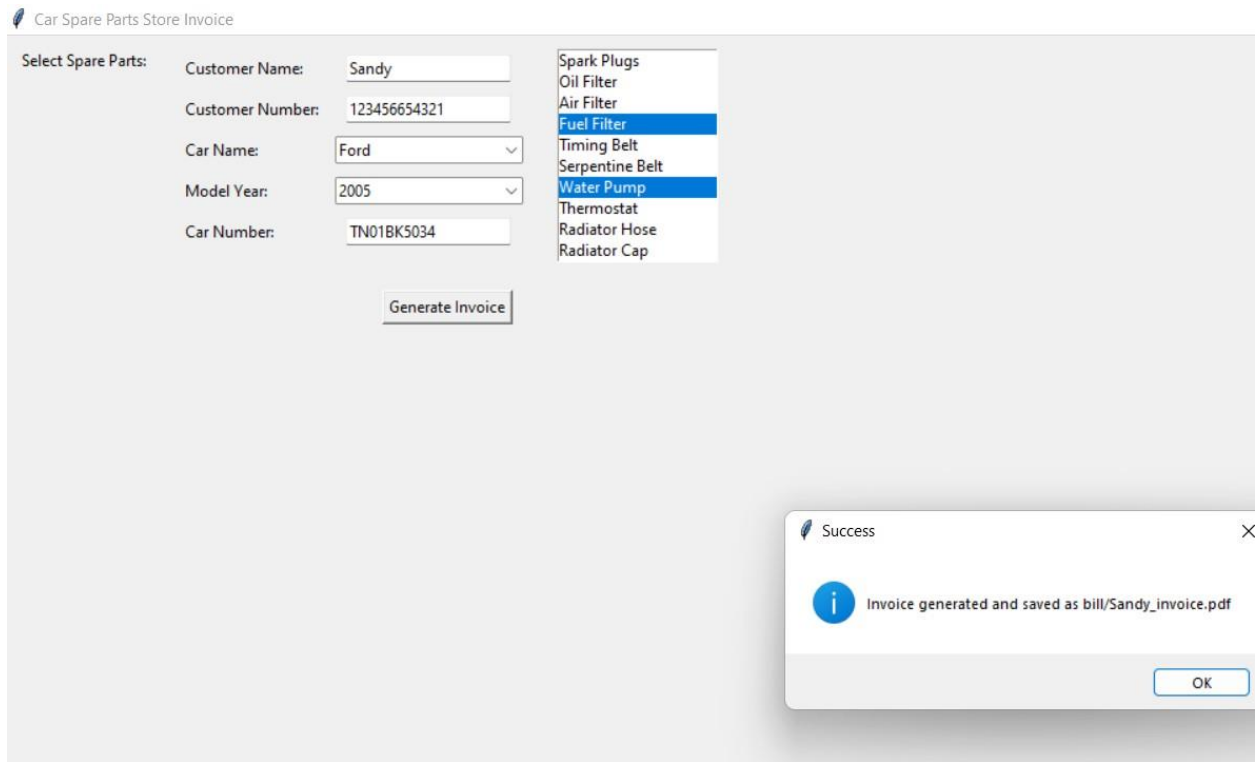 Car Spare Parts Store Invoice
Select Spare Parts:
Customer Name: Sandy
Customer Number: 123456654321
Car Name: Ford
Model Year: 2005
Car Number: TN01BK5034
Spark Plugs
Oil Filter
Air Filter
Fuel Filter
Timing Belt
Serpentine Belt
Water Pump
Thermostat
Radiator Hose
Radiator Cap
Generate Invoice
Success
Invoice generated and saved as bill/Sandy_invoice.pdf
OK